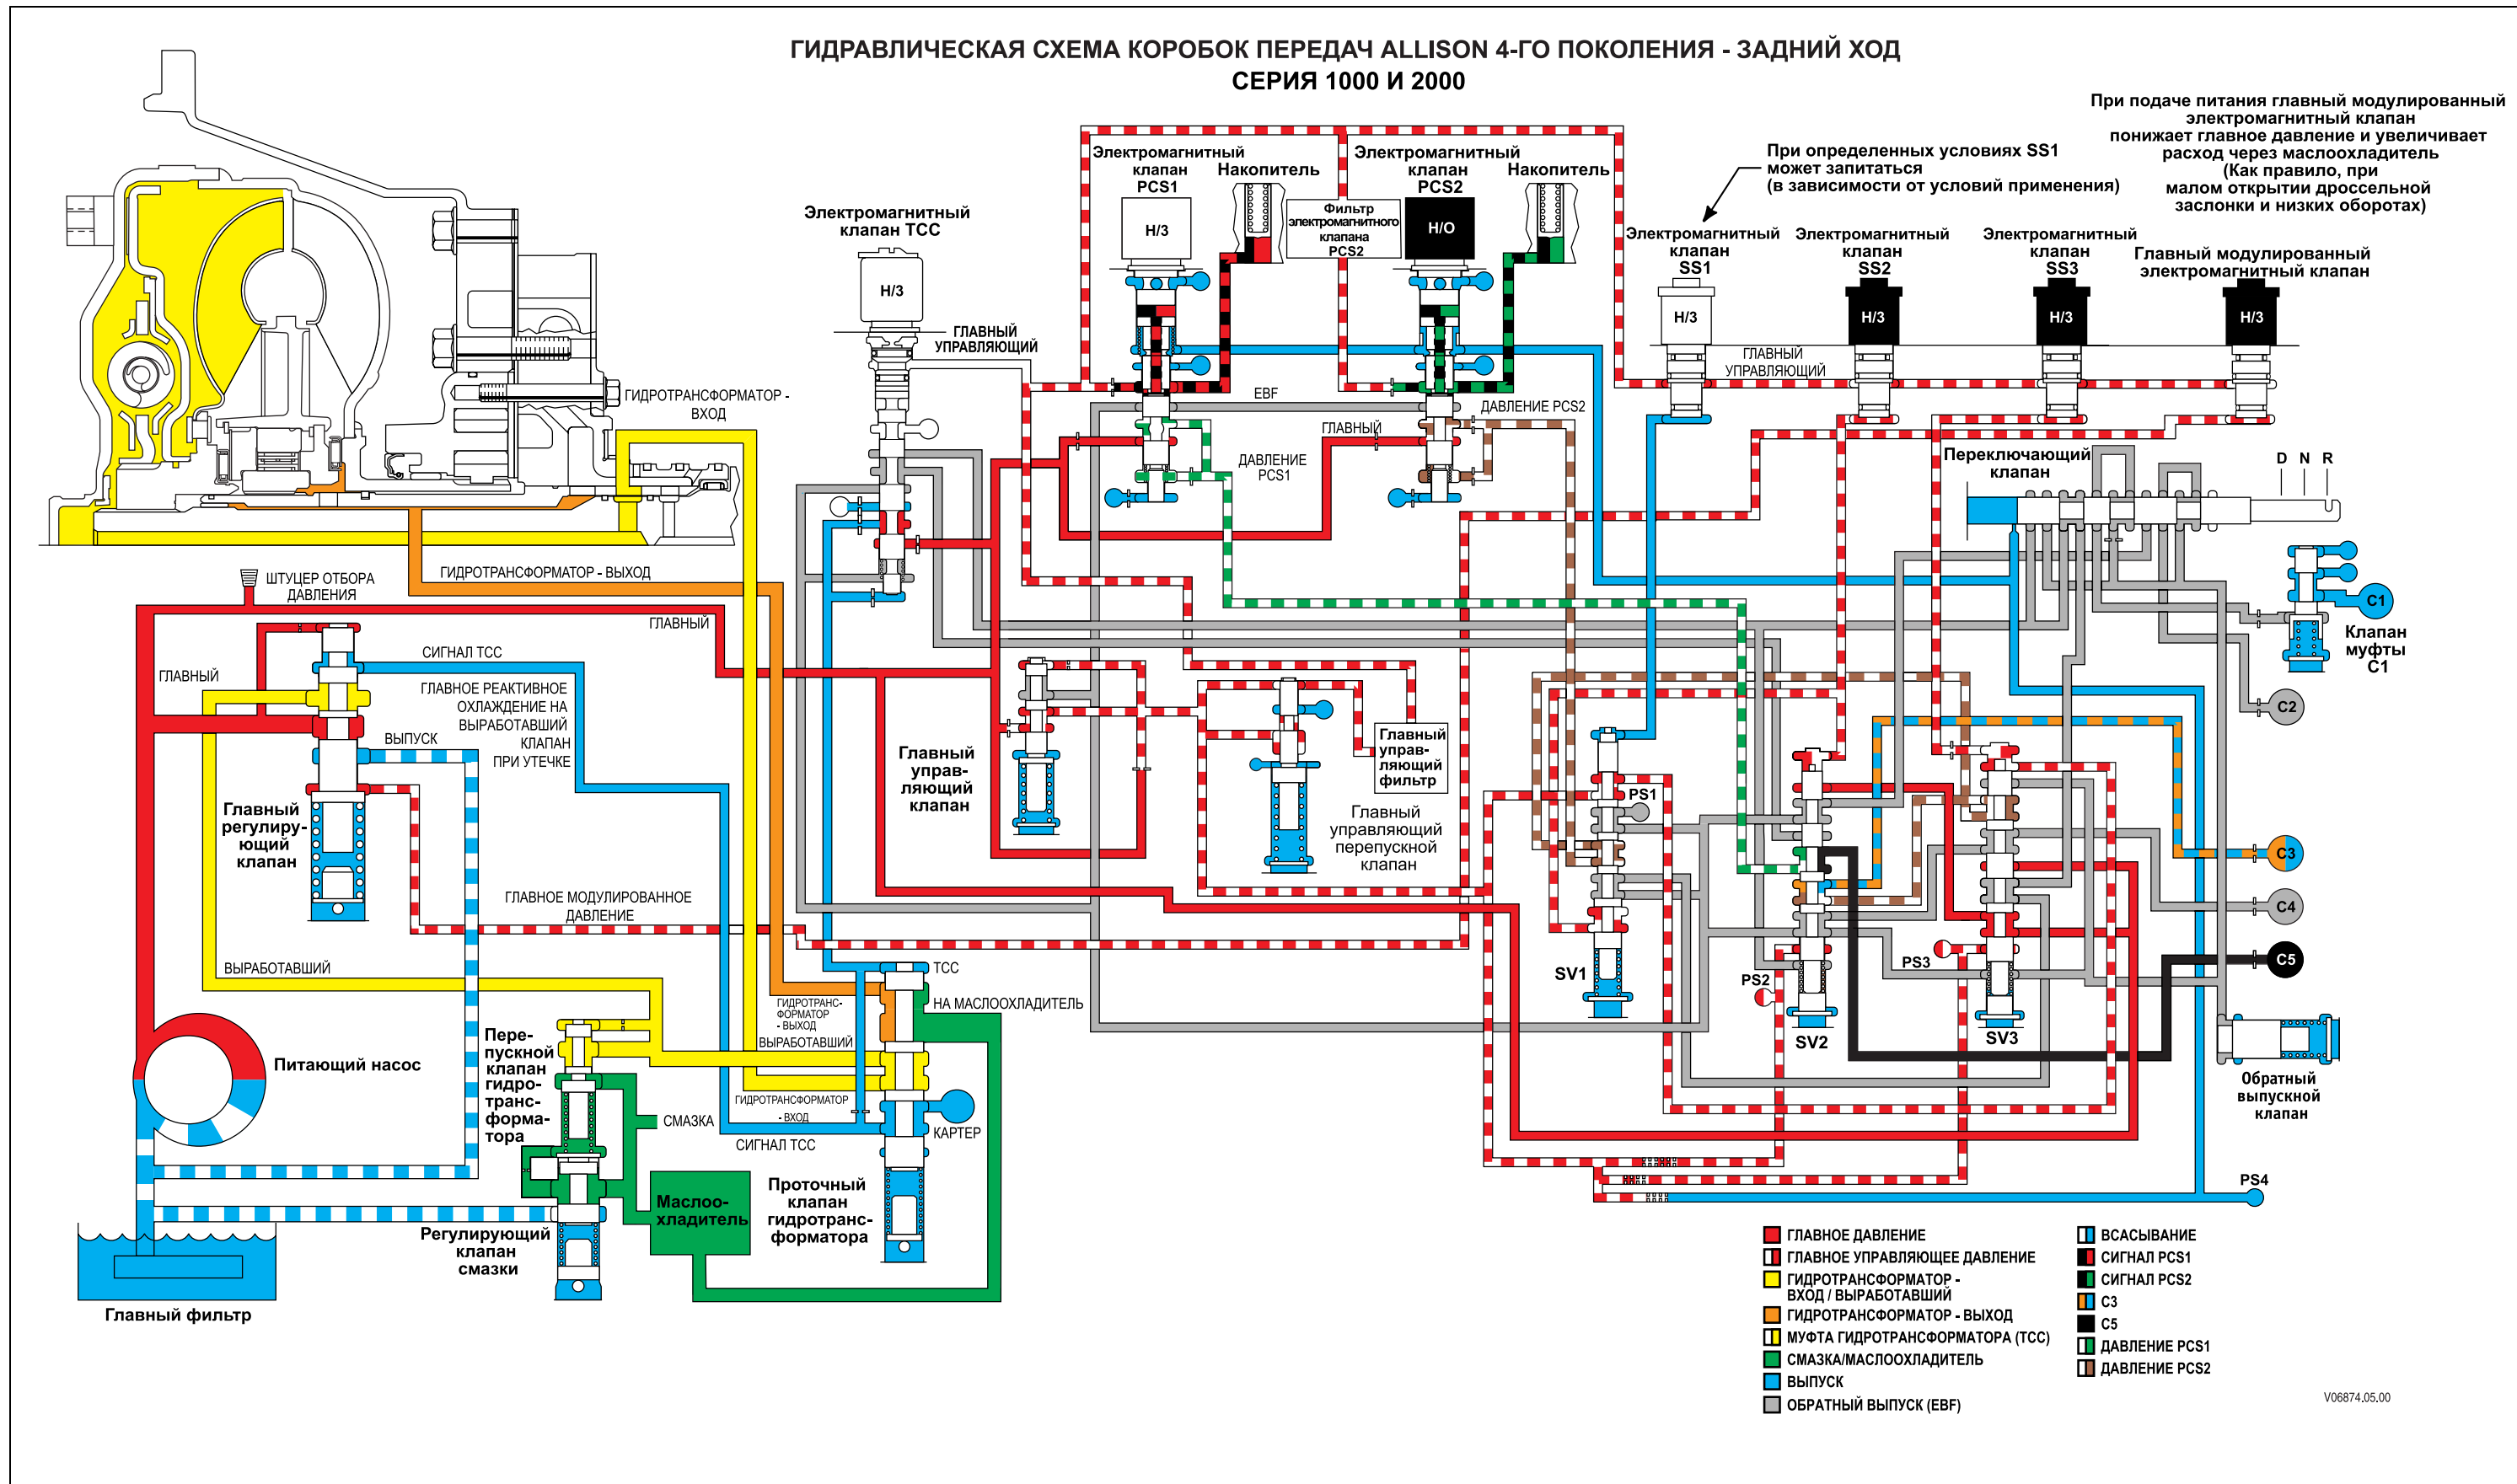 ГИДРАВЛИЧЕСКАЯ СХЕМА КОРОБОК ПЕРЕДАЧ ALLISON 4-ГО ПОКОЛЕНИЯ - ЗАДНИЙ ХОД
СЕРИЯ 1000 И 2000
При подаче питания главный модулированный
электромагнитный клапан
понижает главное давление и увеличивает
расход через маслоохладитель
(Как правило, при
малом открытии дроссельной
заслонки и низких оборотах)
При определенных условиях SS1
может запитаться
(в зависимости от условий применения)
Электромагнитный
клапан
PCS1
Накопитель
Электромагнитный
клапан
PCS2
Накопитель
Н/З
Фильтр
электромагнитного
клапана
PCS2
Н/О
Электромагнитный
клапан TCC
Н/З
Электромагнитный
клапан
SS1
Электромагнитный
клапан
SS2
Электромагнитный
клапан
SS3
Главный модулированный
электромагнитный клапан
Н/З
Н/З
Н/З
Н/З
ГЛАВНЫЙ
УПРАВЛЯЮЩИЙ
ГЛАВНЫЙ
УПРАВЛЯЮЩИЙ
ГИДРОТРАНСФОРМАТОР -
ВХОД
EBF
ДАВЛЕНИЕ PCS2
ГЛАВНЫЙ
ДАВЛЕНИЕ
PCS1
Переключающий
клапан
D N R
ШТУЦЕР ОТБОРА
ДАВЛЕНИЯ
ГИДРОТРАНСФОРМАТОР - ВЫХОД
ГЛАВНЫЙ
C1
Клапан
муфты
C1
СИГНАЛ TCC
ГЛАВНЫЙ
ГЛАВНОЕ РЕАКТИВНОЕ
ОХЛАЖДЕНИЕ НА
ВЫРАБОТАВШИЙ
КЛАПАН
ПРИ УТЕЧКЕ
ВЫПУСК
C2
Главный
управ-
ляющий
клапан
Главный
управ-
ляющий
фильтр
Главный
управляющий
перепускной
клапан
Главный
регулиру-
ющий
клапан
PS1
C3
ГЛАВНОЕ МОДУЛИРОВАННОЕ
ДАВЛЕНИЕ
C4
ВЫРАБОТАВШИЙ
TCC
SV1
PS2
PS3
C5
НА МАСЛООХЛАДИТЕЛЬ
ГИДРОТРАНС-
ФОРМАТОР
- ВЫХОД
ВЫРАБОТАВШИЙ
SV2
SV3
Питающий насос
Пере-
пускной
клапан
гидро-
транс-
форма-
тора
ГИДРОТРАНСФОРМАТОР
- ВХОД
СМАЗКА
КАРТЕР
СИГНАЛ TCC
Обратный
выпускной
клапан
Маслоо-
хладитель
Проточный
клапан
гидротранс-
форматора
PS4
Регулирующий
клапан
смазки
Главный фильтр
ГЛАВНОЕ ДАВЛЕНИЕ
ГЛАВНОЕ УПРАВЛЯЮЩЕЕ ДАВЛЕНИЕ
ГИДРОТРАНСФОРМАТОР -
ВХОД / ВЫРАБОТАВШИЙ
ГИДРОТРАНСФОРМАТОР - ВЫХОД
МУФТА ГИДРОТРАНСФОРМАТОРА (TCC)
СМАЗКА/МАСЛООХЛАДИТЕЛЬ
ВЫПУСК
ОБРАТНЫЙ ВЫПУСК (EBF)
ВСАСЫВАНИЕ
СИГНАЛ PCS1
СИГНАЛ PCS2
C3
C5
ДАВЛЕНИЕ PCS1
ДАВЛЕНИЕ PCS2
V06874.05.00